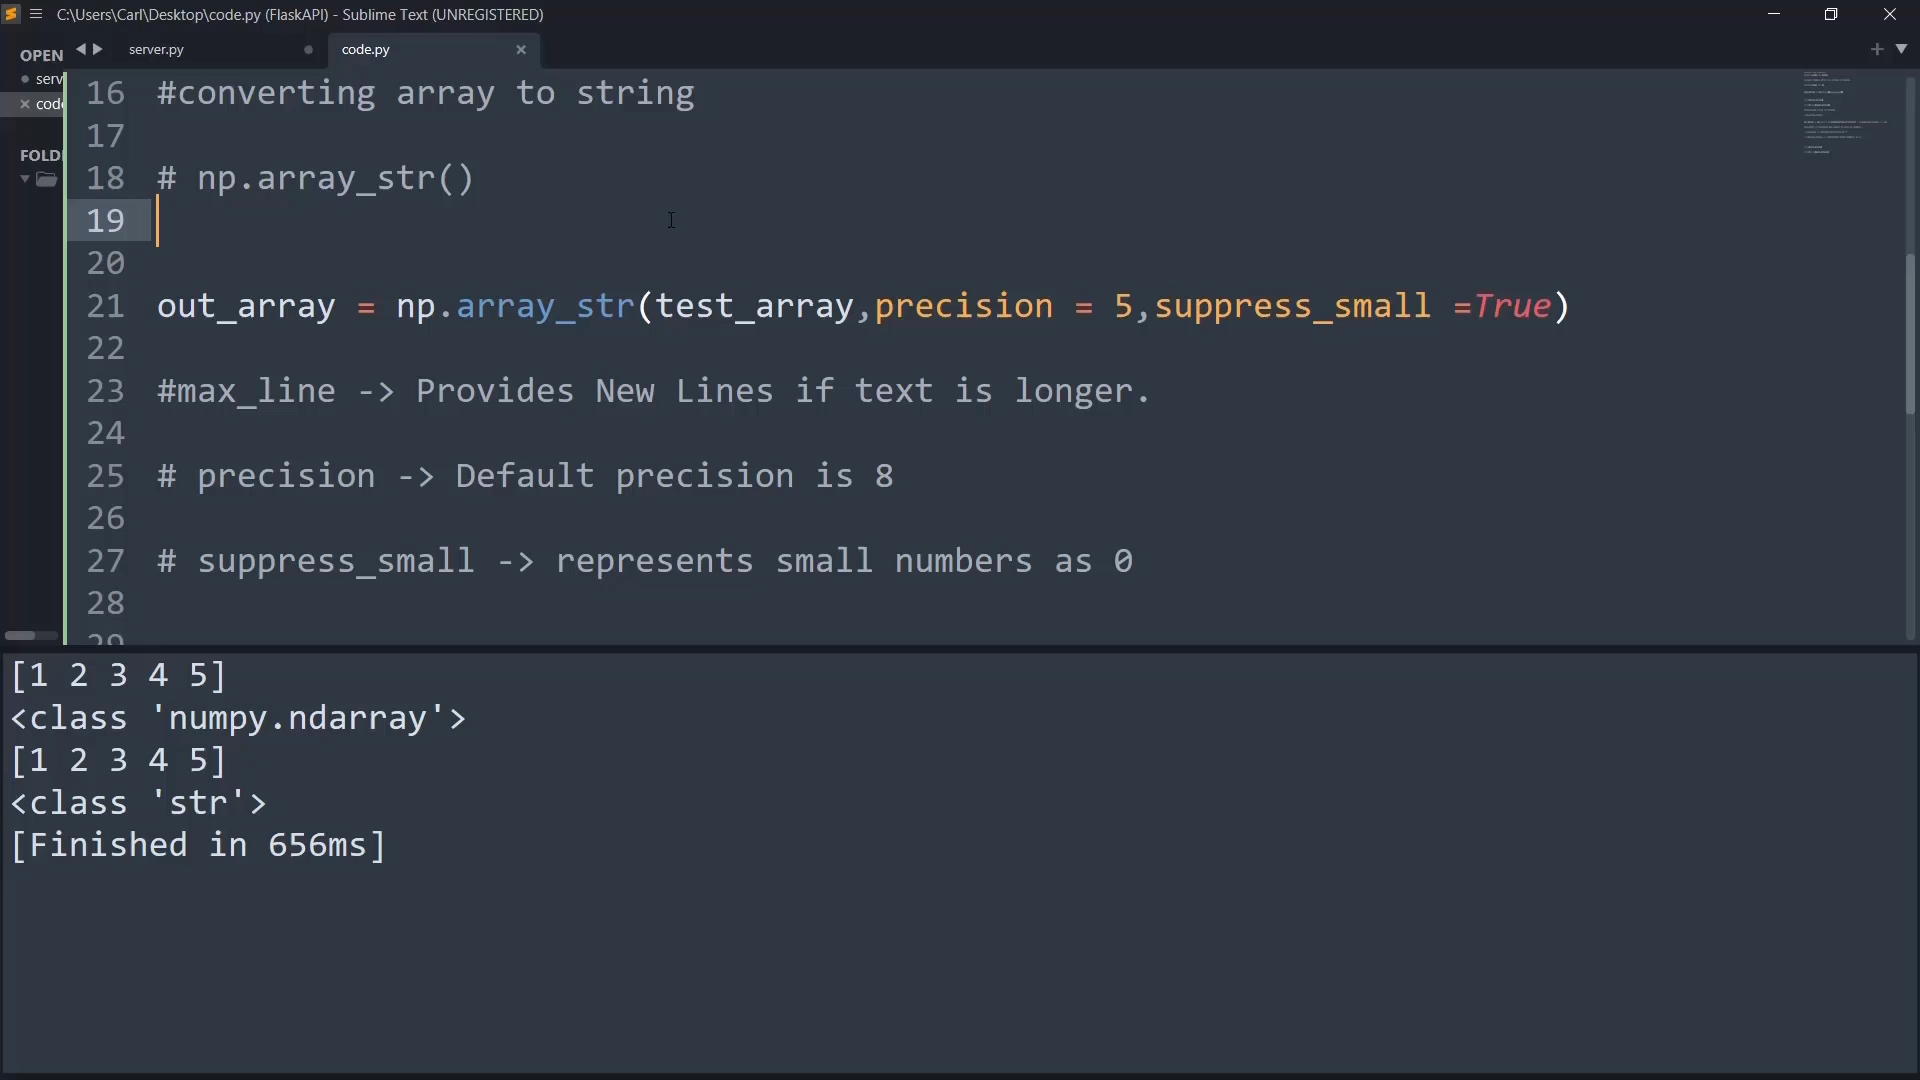 C:\Users\Carl\Desktop\code.py (FlaskAPI) - Sublime Text (UNREGISTERED)
OPEN
server.py
code.py
serv
code
FOLD
16 #converting array to string
17
18 # np.array_str()
19
20
21 out_array = np.array_str(test_array,precision = 5,suppress_small =True)
22
23 #max_line -> Provides New Lines if text is longer.
24
25 # precision -> Default precision is 8
26
27 # suppress_small -> represents small numbers as 0
28
29
[1 2 3 4 5]
<class 'numpy.ndarray'>
[1 2 3 4 5]
<class 'str'>
[Finished in 656ms]